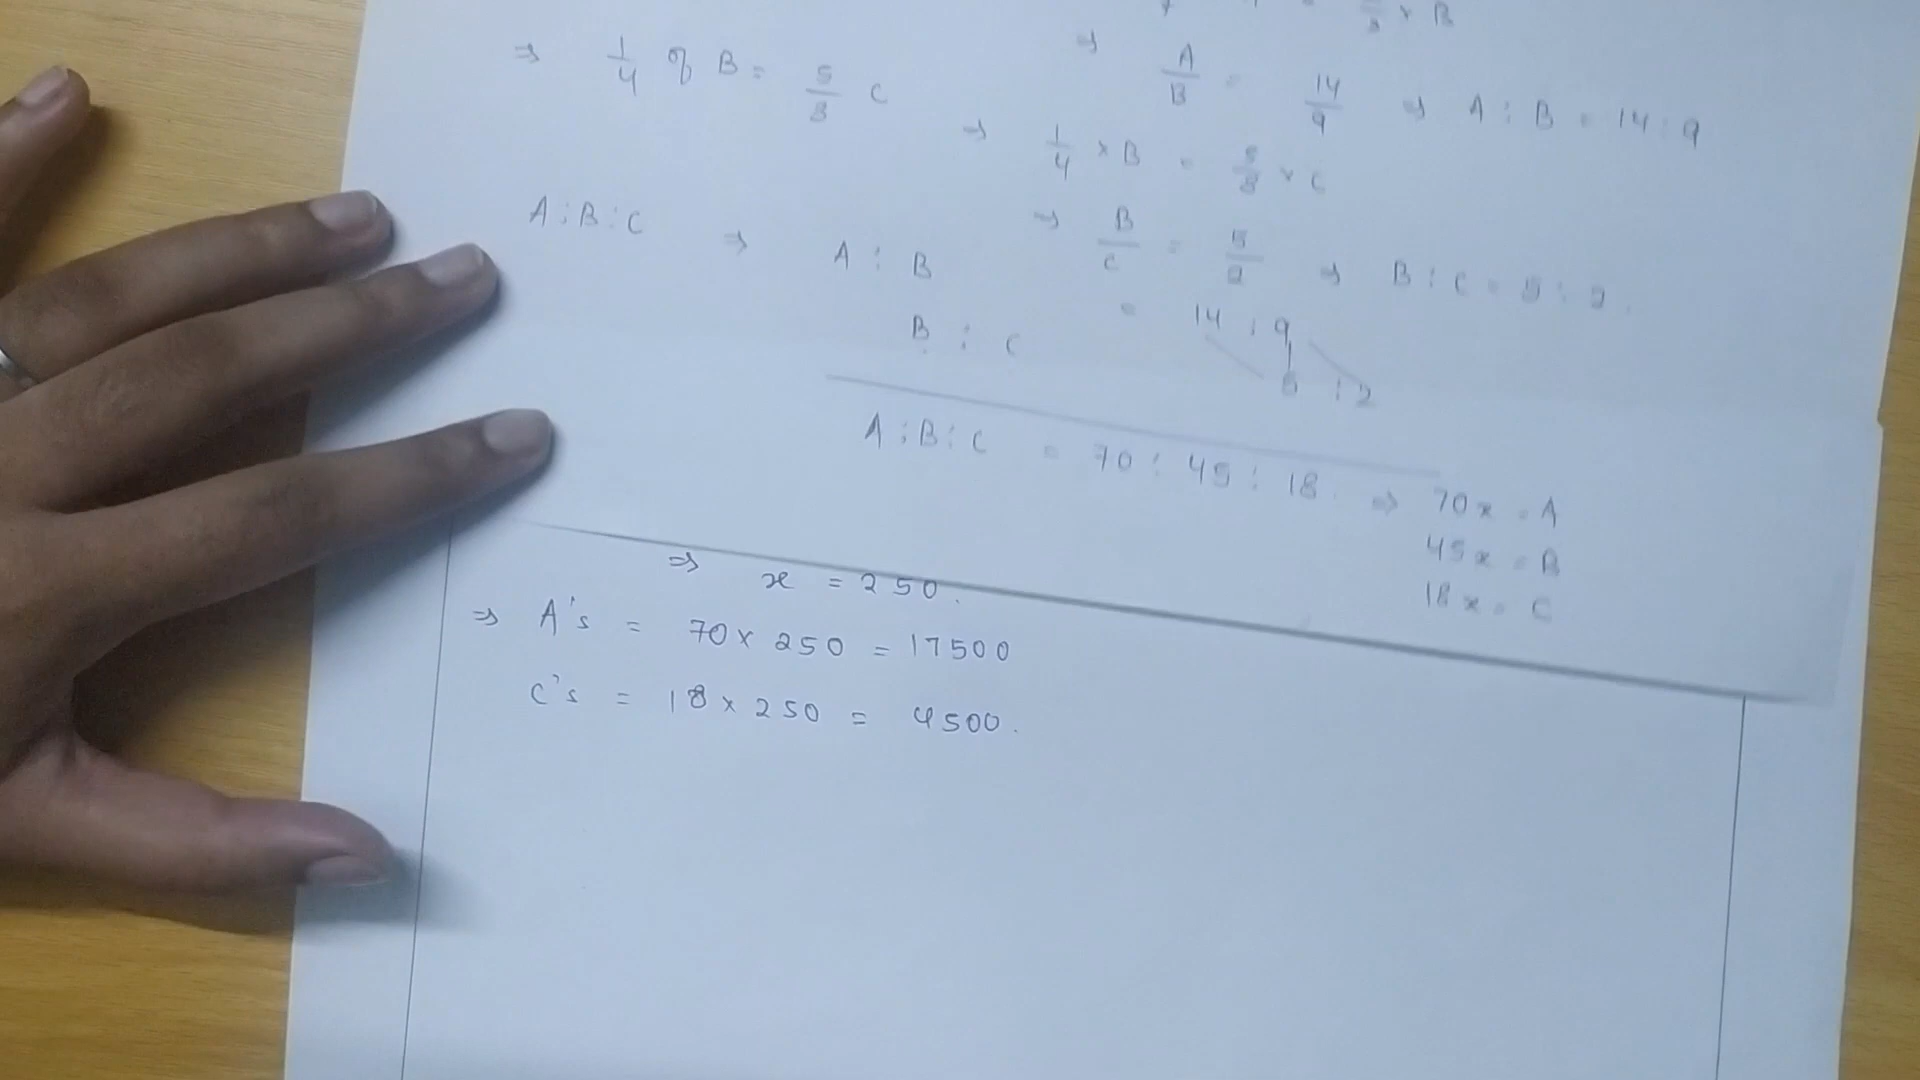 × B
⇒ 1/4 of B = 5/8 C
⇒ A/B = 14/9 ⇒ A : B = 14 : 9
⇒ 1/4 × B = 5/8 × C
A : B : C ⇒ A : B
⇒ B/C = 5/2 ⇒ B : C = 5 : 2.
B : C
= 14 : 9
5 : 2
A : B : C = 70 : 45 : 18. ⇒ 70x = A
45x = B
18x = C
⇒ x = 250.
⇒ A's = 70 × 250 = 17500
C's = 18 × 250 = 4500.